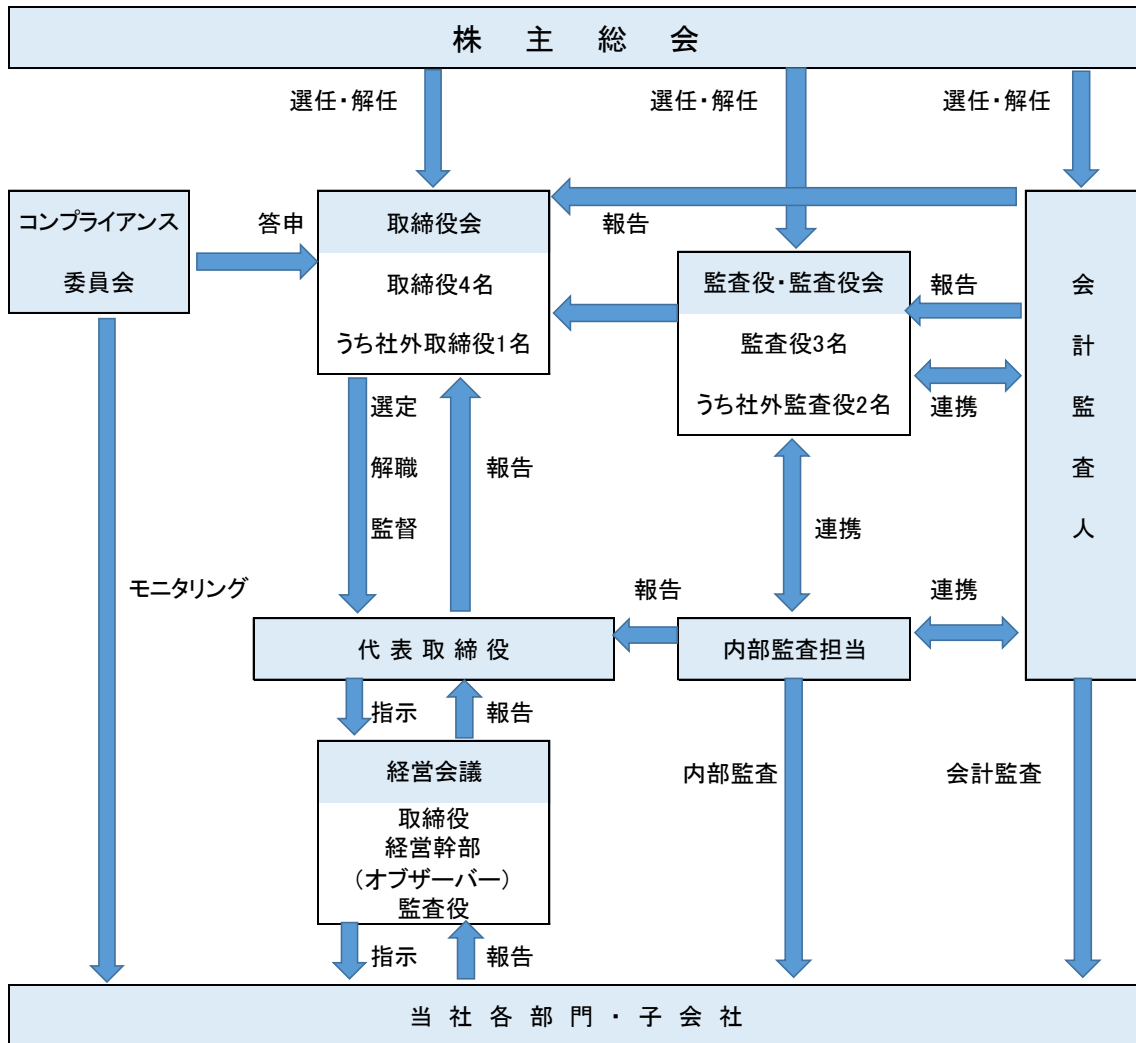 株主総会
選任・解任
選任・解任
選任・解任
コンプライアンス
委員会
答申
取締役会
取締役4名
うち社外取締役1名
報告
監査役・監査役会
監査役3名
うち社外監査役2名
報告
連携
会計監査人
選定
解職
監督
報告
連携
モニタリング
報告
連携
代表取締役
内部監査担当
指示
報告
経営会議
取締役
経営幹部
(オブザーバー)
監査役
内部監査
会計監査
指示
報告
当社各部門・子会社